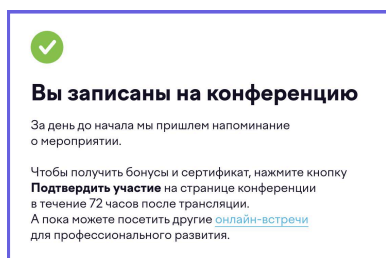 Вы записаны на конференцию
За день до начала мы пришлем напоминание
о мероприятии.
Чтобы получить бонусы и сертификат, нажмите кнопку
Подтвердить участие на странице конференции
в течение 72 часов после трансляции.
А пока можете посетить другие онлайн-встречи
для профессионального развития.